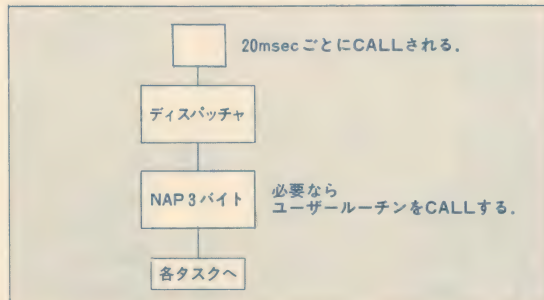 20msecごとにCALLされる.
ディスパッチャ
NAP3バイト
必要なら
ユーザールーチンをCALLする.
各タスクへ